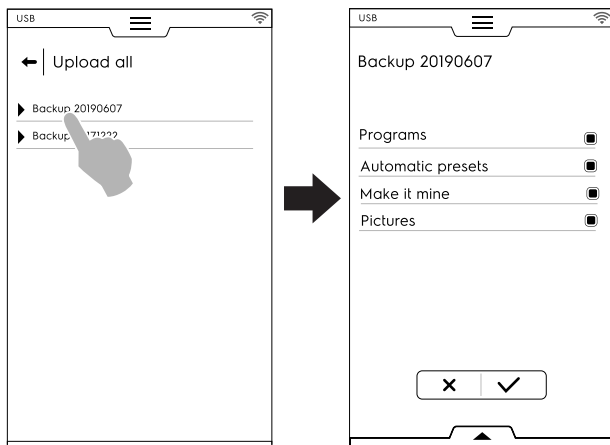 USB
Upload all
Backup 20190607
Backup
USB
Backup 20190607
Programs
Automatic presets
Make it mine
Pictures